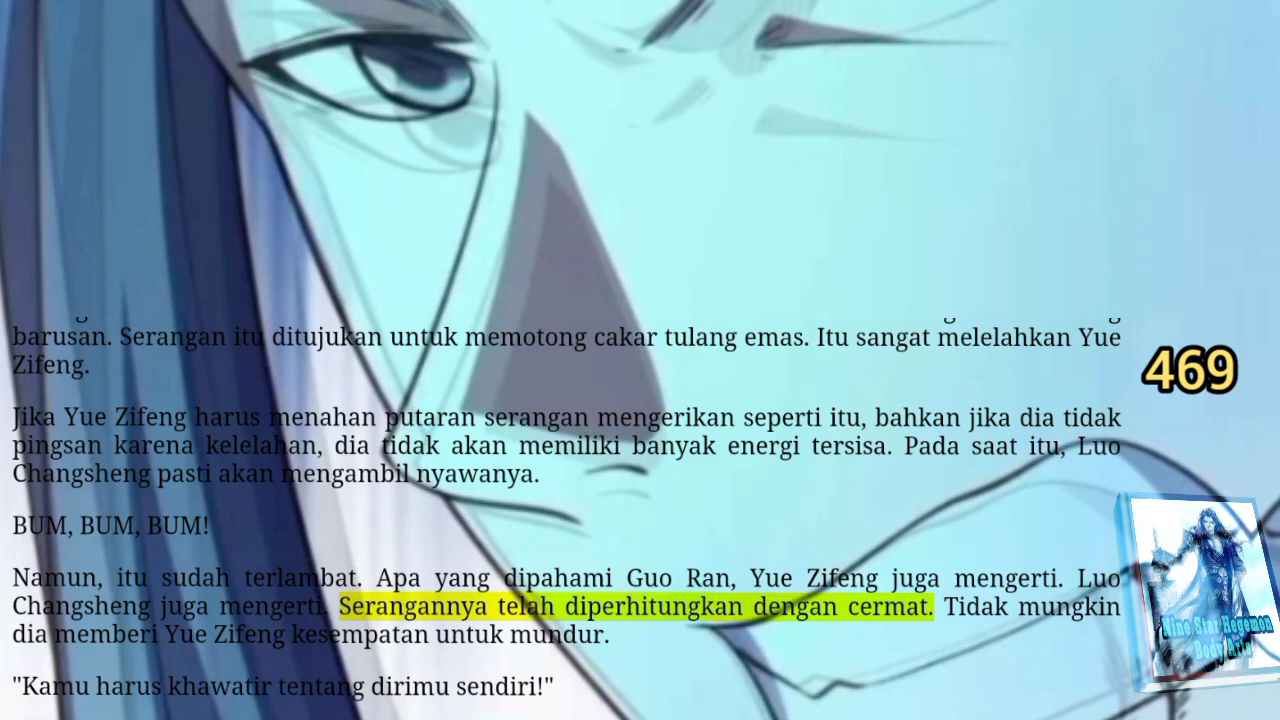 barusan. Serangan itu ditujukan untuk memotong cakar tulang emas. Itu sangat melelahkan Yue
Zifeng.
Jika Yue Zifeng harus menahan putaran serangan mengerikan seperti itu, bahkan jika dia tidak
pingsan karena kelelahan, dia tidak akan memiliki banyak energi tersisa. Pada saat itu, Luo
Changsheng pasti akan mengambil nyawanya.
BUM, BUM, BUM!
Namun, itu sudah terlambat. Apa yang dipahami Guo Ran, Yue Zifeng juga mengerti. Luo
Changsheng juga mengerti. Serangannya telah diperhitungkan dengan cermat. Tidak mungkin
dia memberi Yue Zifeng kesempatan untuk mundur.
"Kamu harus khawatir tentang dirimu sendiri!"
469
Nine Star Hegemon
Body Arts